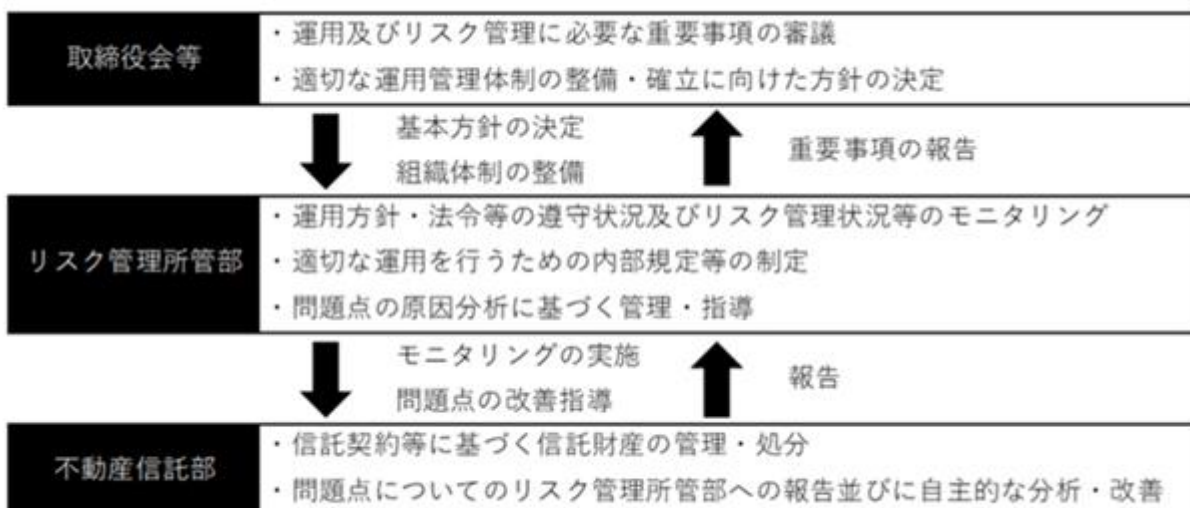 取締役会等
・運用及びリスク管理に必要な重要事項の審議
・適切な運用管理体制の整備・確立に向けた方針の決定
基本方針の決定
組織体制の整備
重要事項の報告
リスク管理所管部
・運用方針・法令等の遵守状況及びリスク管理状況等のモニタリング
・適切な運用を行うための内部規定等の制定
・問題点の原因分析に基づく管理・指導
モニタリングの実施
問題点の改善指導
報告
不動産信託部
・信託契約等に基づく信託財産の管理・処分
・問題点についてのリスク管理所管部への報告並びに自主的な分析・改善